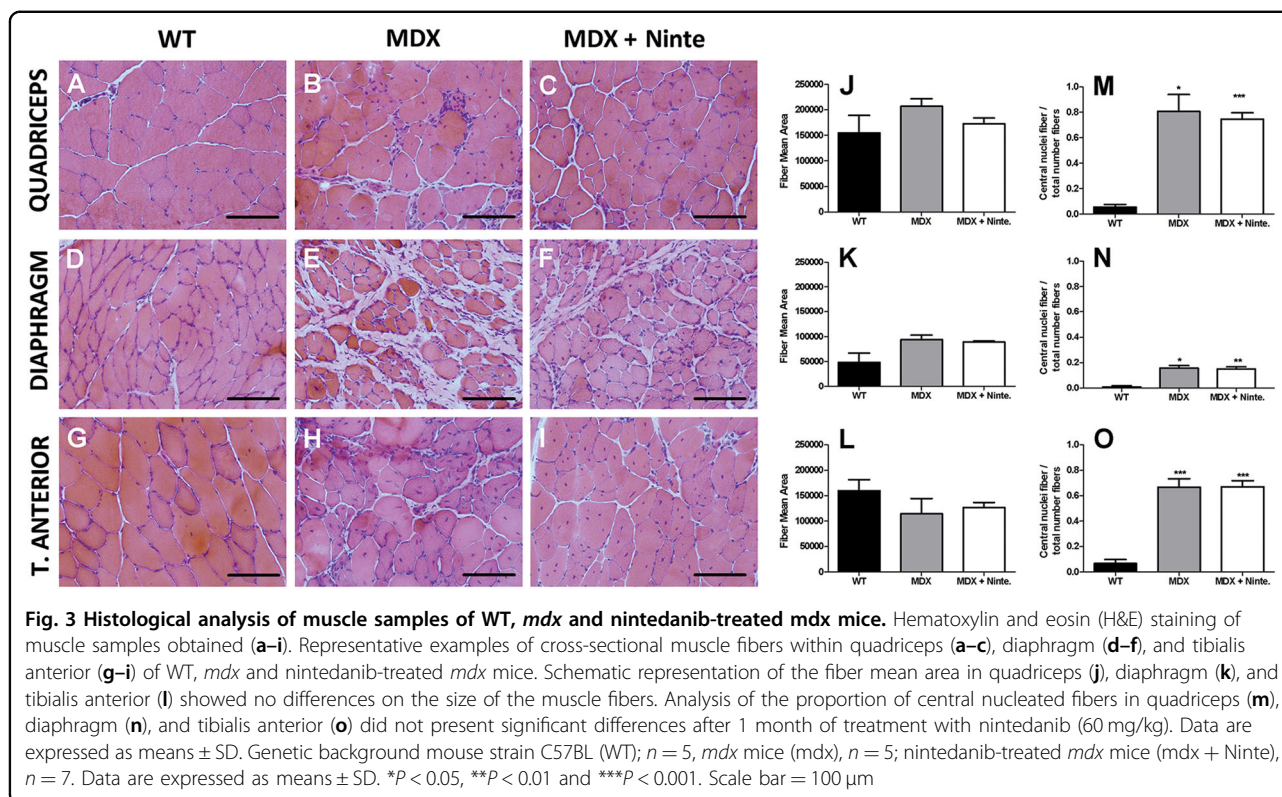 WT MDX MDX + Ninte
QUADRICEPS
A B C
DIAPHRAGM
D E F
T. ANTERIOR
G H I
J
Fiber Mean Area
250000
200000
150000
100000
50000
0
WT MDX MDX + Ninte.
M
Central nuclei fiber /
total number fibers
1.0
0.8
0.6
0.4
0.2
0.0
* ***
WT MDX MDX + Ninte.
K
Fiber Mean Area
250000
200000
150000
100000
50000
0
WT MDX MDX + Ninte.
N
Central nuclei fiber /
total number fibers
1.0
0.8
0.6
0.4
0.2
0.0
* **
WT MDX MDX + Ninte.
L
Fiber Mean Area
250000
200000
150000
100000
50000
0
WT MDX MDX + Ninte.
O
Central nuclei fiber /
total number fibers
1.0
0.8
0.6
0.4
0.2
0.0
*** ***
WT MDX MDX + Ninte.
Fig. 3 Histological analysis of muscle samples of WT, mdx and nintedanib-treated mdx mice. Hematoxylin and eosin (H&E) staining of
muscle samples obtained (a–i). Representative examples of cross-sectional muscle fibers within quadriceps (a–c), diaphragm (d–f), and tibialis
anterior (g–i) of WT, mdx and nintedanib-treated mdx mice. Schematic representation of the fiber mean area in quadriceps (j), diaphragm (k), and
tibialis anterior (l) showed no differences on the size of the muscle fibers. Analysis of the proportion of central nucleated fibers in quadriceps (m),
diaphragm (n), and tibialis anterior (o) did not present significant differences after 1 month of treatment with nintedanib (60 mg/kg). Data are
expressed as means ± SD. Genetic background mouse strain C57BL (WT); n = 5, mdx mice (mdx), n = 5; nintedanib-treated mdx mice (mdx + Ninte),
n = 7. Data are expressed as means ± SD. *P < 0.05, **P < 0.01 and ***P < 0.001. Scale bar = 100 µm